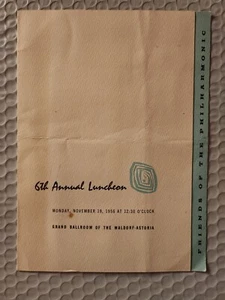 6th Annual Luncheon
MONDAY, NOVEMBER 19, 1956 AT 12:30 O'CLOCK
GRAND BALLROOM OF THE WALDORF-ASTORIA
FRIENDS OF THE PHILHARMONIC